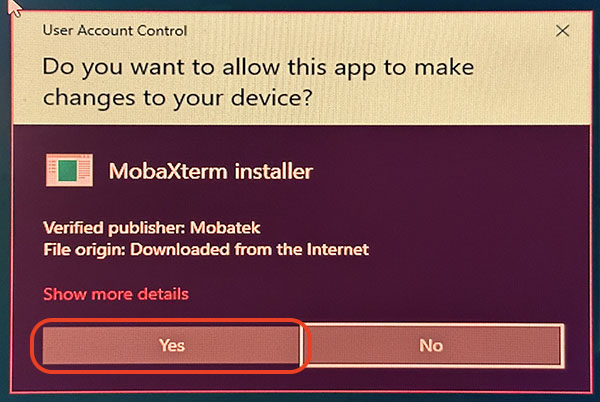 User Account Control
Do you want to allow this app to make
changes to your device?
MobaXterm installer
Verified publisher: Mobatek
File origin: Downloaded from the Internet
Show more details
Yes
No